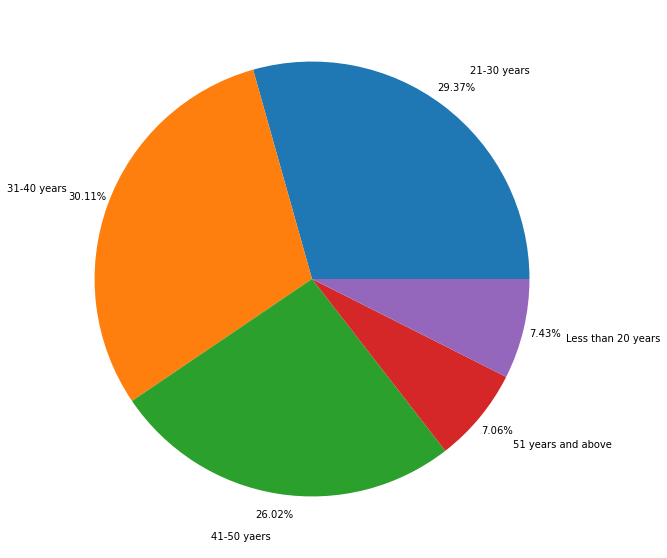 21-30 years
29.37%
31-40 years
30.11%
7.43%
Less than 20 years
7.06%
51 years and above
26.02%
41-50 yaers